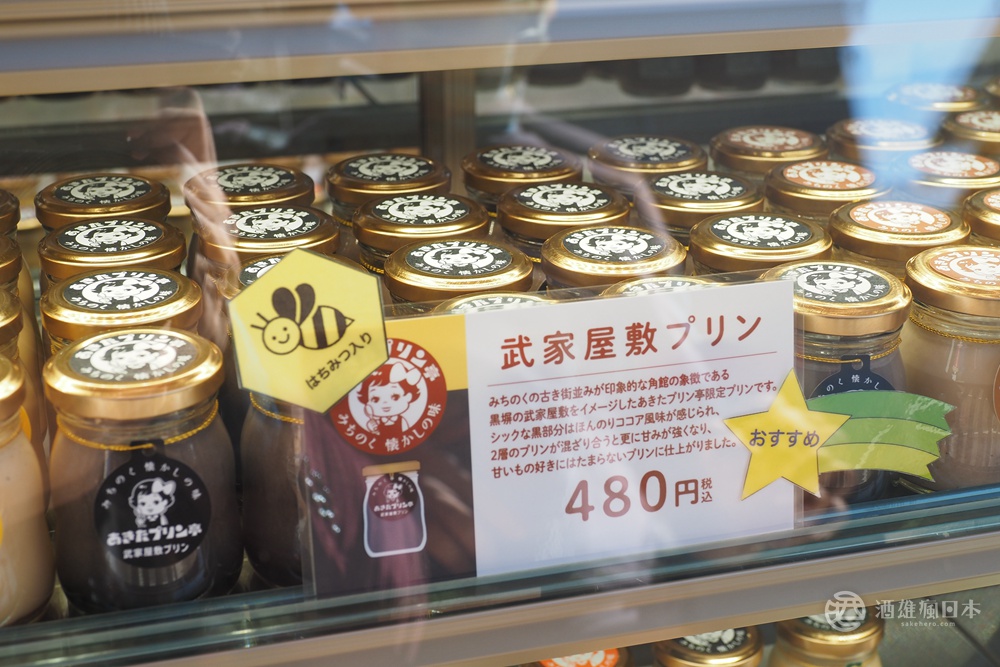 はちみつ入り
プリン亭
みちのく 懐かしの味
武家屋敷プリン
みちのくの古き街並みが印象的な角館の象徴である
黒塀の武家屋敷をイメージしたあきたプリン亭限定プリンです。
シックな黒部分はほんのりココア風味が感じられ、
2層のプリンが混ざり合うと更に甘みが強くなり、
甘いもの好きにはたまらないプリンに仕上がりました。
480円税込
おすすめ
みちのく 懐かしの味
あきたプリン亭
武家屋敷プリン
酒雄瘋日本
sakeharo.com